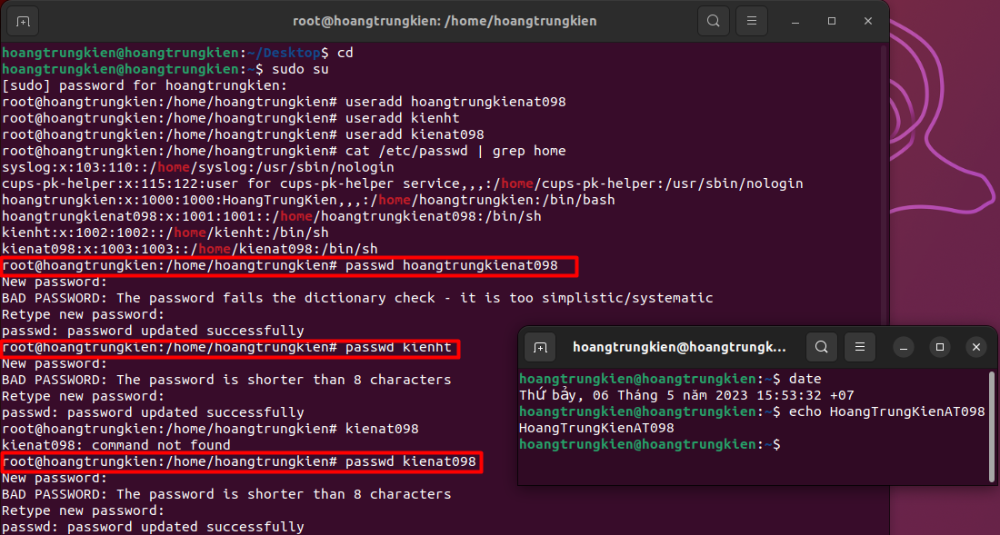 root@hoangtrungkien: /home/hoangtrungkien
hoangtrungkien@hoangtrungkien:~/Desktop$ cd
hoangtrungkien@hoangtrungkien:~$ sudo su
[sudo] password for hoangtrungkien:
root@hoangtrungkien:/home/hoangtrungkien# useradd hoangtrungkienat098
root@hoangtrungkien:/home/hoangtrungkien# useradd kienht
root@hoangtrungkien:/home/hoangtrungkien# useradd kienat098
root@hoangtrungkien:/home/hoangtrungkien# cat /etc/passwd | grep home
syslog:x:103:110::/home/syslog:/usr/sbin/nologin
cups-pk-helper:x:115:122:user for cups-pk-helper service,,,:/home/cups-pk-helper:/usr/sbin/nologin
hoangtrungkien:x:1000:1000:HoangTrungKien,,,:/home/hoangtrungkien:/bin/bash
hoangtrungkienat098:x:1001:1001::/home/hoangtrungkienat098:/bin/sh
kienht:x:1002:1002::/home/kienht:/bin/sh
kienat098:x:1003:1003::/home/kienat098:/bin/sh
root@hoangtrungkien:/home/hoangtrungkien# passwd hoangtrungkienat098
New password:
BAD PASSWORD: The password fails the dictionary check - it is too simplistic/systematic
Retype new password:
passwd: password updated successfully
root@hoangtrungkien:/home/hoangtrungkien# passwd kienht
New password:
BAD PASSWORD: The password is shorter than 8 characters
Retype new password:
passwd: password updated successfully
root@hoangtrungkien:/home/hoangtrungkien# kienat098
kienat098: command not found
root@hoangtrungkien:/home/hoangtrungkien# passwd kienat098
New password:
BAD PASSWORD: The password is shorter than 8 characters
Retype new password:
passwd: password updated successfully
hoangtrungkien@hoangtrungk...
hoangtrungkien@hoangtrungkien:~$ date
Thứ bảy, 06 Tháng 5 năm 2023 15:53:32 +07
hoangtrungkien@hoangtrungkien:~$ echo HoangTrungKienAT098
HoangTrungKienAT098
hoangtrungkien@hoangtrungkien:~$